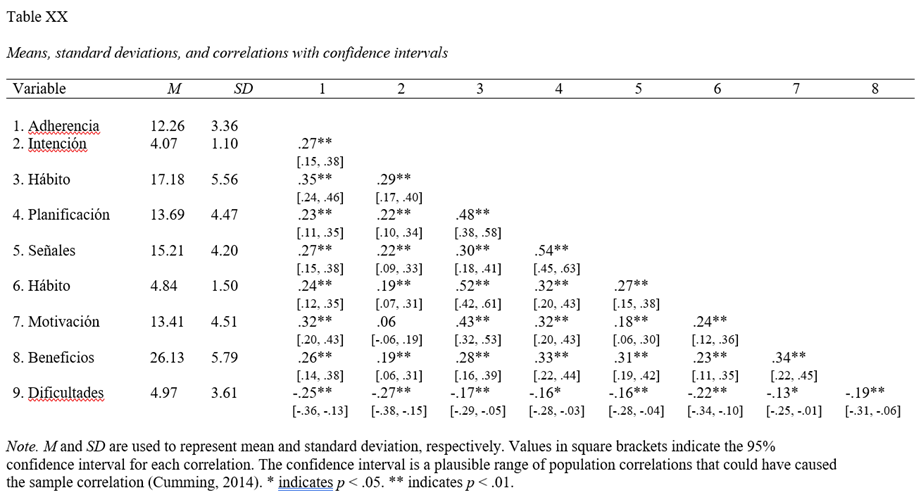 Table XX
Means, standard deviations, and correlations with confidence intervals
Variable M SD 1 2 3 4 5 6 7 8
1. Adherencia 12.26 3.36
2. Intención 4.07 1.10 .27**
[.15, .38]
3. Hábito 17.18 5.56 .35** .29**
[.24, .46] [.17, .40]
4. Planificación 13.69 4.47 .23** .22** .48**
[.11, .35] [.10, .34] [.38, .58]
5. Señales 15.21 4.20 .27** .22** .30** .54**
[.15, .38] [.09, .33] [.18, .41] [.45, .63]
6. Hábito 4.84 1.50 .24** .19** .52** .32** .27**
[.12, .35] [.07, .31] [.42, .61] [.20, .43] [.15, .38]
7. Motivación 13.41 4.51 .32** .06 .43** .32** .18** .24**
[.20, .43] [-.06, .19] [.32, .53] [.20, .43] [.06, .30] [.12, .36]
8. Beneficios 26.13 5.79 .26** .19** .28** .33** .31** .23** .34**
[.14, .38] [.06, .31] [.16, .39] [.22, .44] [.19, .42] [.11, .35] [.22, .45]
9. Dificultades 4.97 3.61 -.25** -.27** -.17** -.16* -.16** -.22** -.13* -.19**
[-.36, -.13] [-.38, -.15] [-.29, -.05] [-.28, -.03] [-.28, -.04] [-.34, -.10] [-.25, -.01] [-.31, -.06]
Note. M and SD are used to represent mean and standard deviation, respectively. Values in square brackets indicate the 95%
confidence interval for each correlation. The confidence interval is a plausible range of population correlations that could have caused
the sample correlation (Cumming, 2014). * indicates p < .05. ** indicates p < .01.